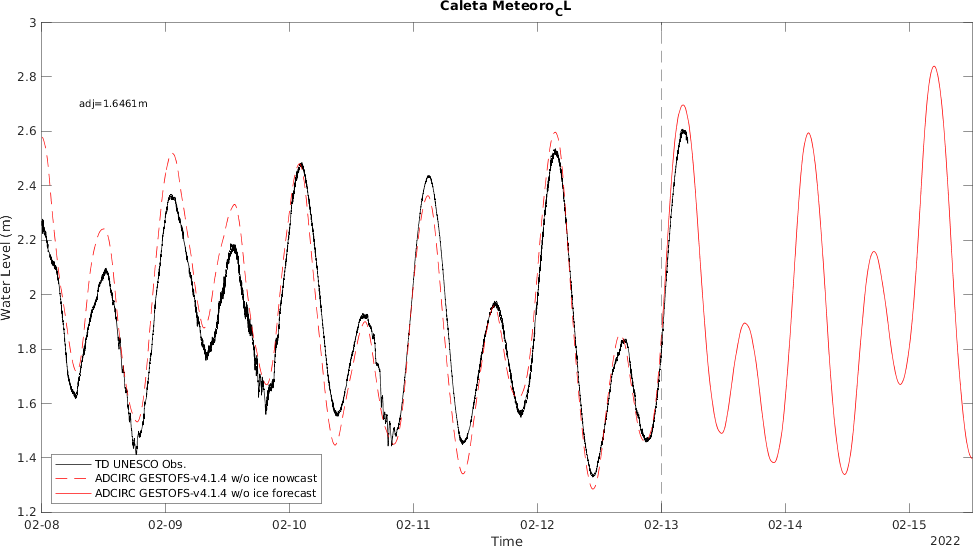 Caleta Meteoro_CL
3
2.8
2.6
2.4
2.2
2
1.8
1.6
1.4
1.2
Water Level (m)
adj=1.6461m
TD UNESCO Obs.
ADCIRC GESTOFS-v4.1.4 w/o ice nowcast
ADCIRC GESTOFS-v4.1.4 w/o ice forecast
02-08 02-09 02-10 02-11 02-12 02-13 02-14 02-15
Time
2022